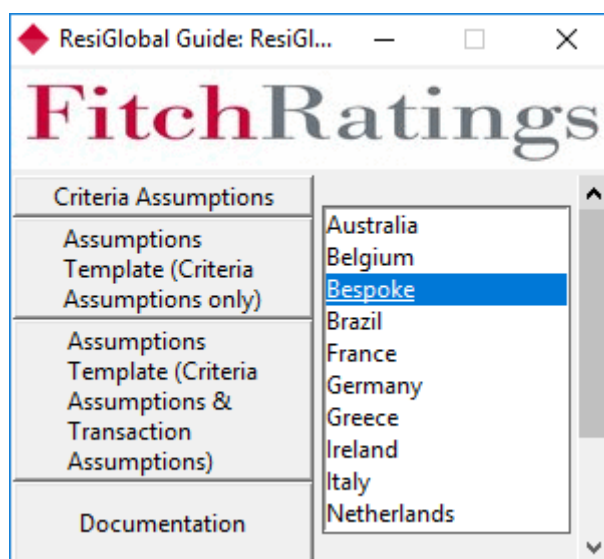 ResiGlobal Guide: ResiGl...
FitchRatings
Criteria Assumptions
Assumptions
Template (Criteria
Assumptions only)
Assumptions
Template (Criteria
Assumptions &
Transaction
Assumptions)
Documentation
Australia
Belgium
Bespoke
Brazil
France
Germany
Greece
Ireland
Italy
Netherlands